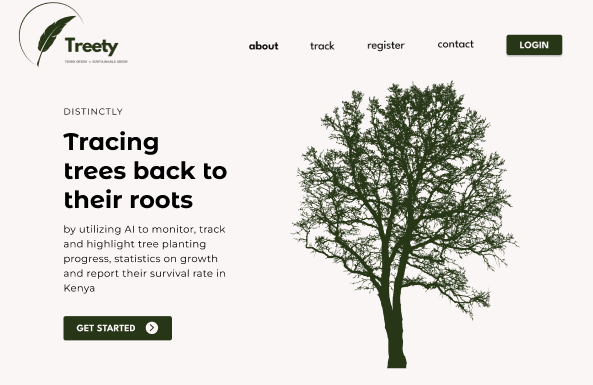 Treety
about
track
register
contact
LOGIN
DISTINCTLY
Tracing
trees back to
their roots
by utilizing AI to monitor, track
and highlight tree planting
progress, statistics on growth
and report their survival rate in
Kenya
GET STARTED